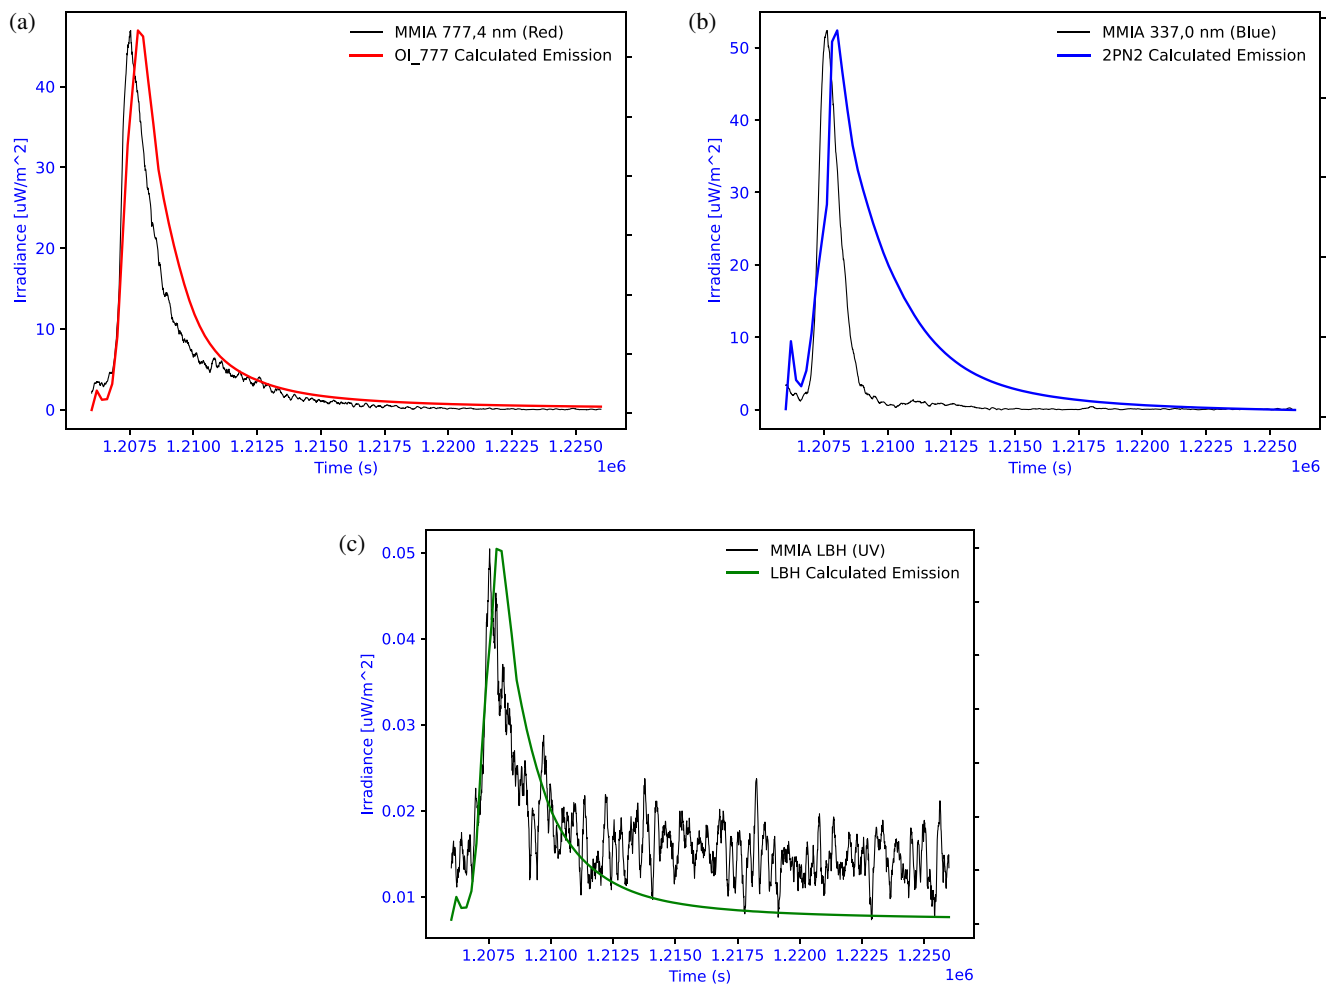 (a)
MMIA 777,4 nm (Red)
OI_777 Calculated Emission
40
30
20
10
0
Irradiance [uW/m^2]
1.2075 1.2100 1.2125 1.2150 1.2175 1.2200 1.2225 1.2250
Time (s)
1e6
(b)
MMIA 337,0 nm (Blue)
2PN2 Calculated Emission
50
40
30
20
10
0
Irradiance [uW/m^2]
1.2075 1.2100 1.2125 1.2150 1.2175 1.2200 1.2225 1.2250
Time (s)
1e6
(c)
MMIA LBH (UV)
LBH Calculated Emission
0.05
0.04
0.03
0.02
0.01
Irradiance [uW/m^2]
1.2075 1.2100 1.2125 1.2150 1.2175 1.2200 1.2225 1.2250
Time (s)
1e6